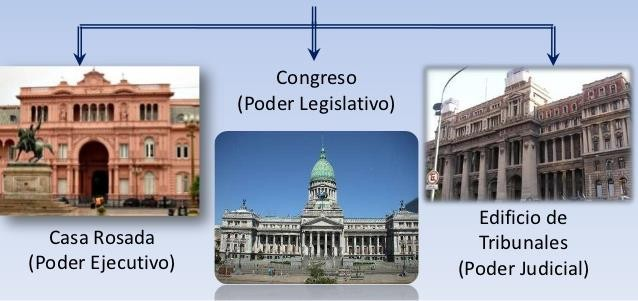 Congreso
(Poder Legislativo)
Casa Rosada
(Poder Ejecutivo)
Edificio de
Tribunales
(Poder Judicial)